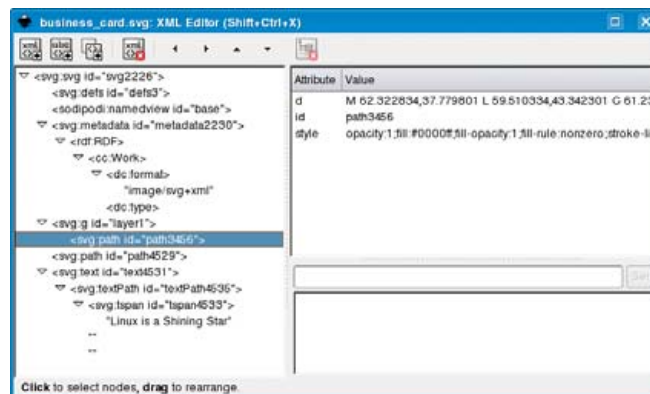 business_card.svg: XML Editor (Shift+Ctrl+X)
<svg:svg id="svg2226">
<svg:defs id="defs3">
<sodipodi:namedview id="base">
<svg:metadata id="metadata2230">
<rdf:RDF>
<cc:Work>
<dc:format>
"image/svg+xml"
<dc:type>
<svg:g id="layer1">
<svg:path id="path3456">
<svg:path id="path4529">
<svg:text id="text4531">
<svg:textPath id="textPath4535">
<svg:tspan id="tspan4533">
"Linux is a Shining Star"
""
""
Attribute Value
d M 62.322834,37.779801 L 59.510334,43.342301 C 61.23
id path3456
style opacity:1;fill:#0000ff;fill-opacity:1;fill-rule:nonzero;stroke-li
Set
Click to select nodes, drag to rearrange.